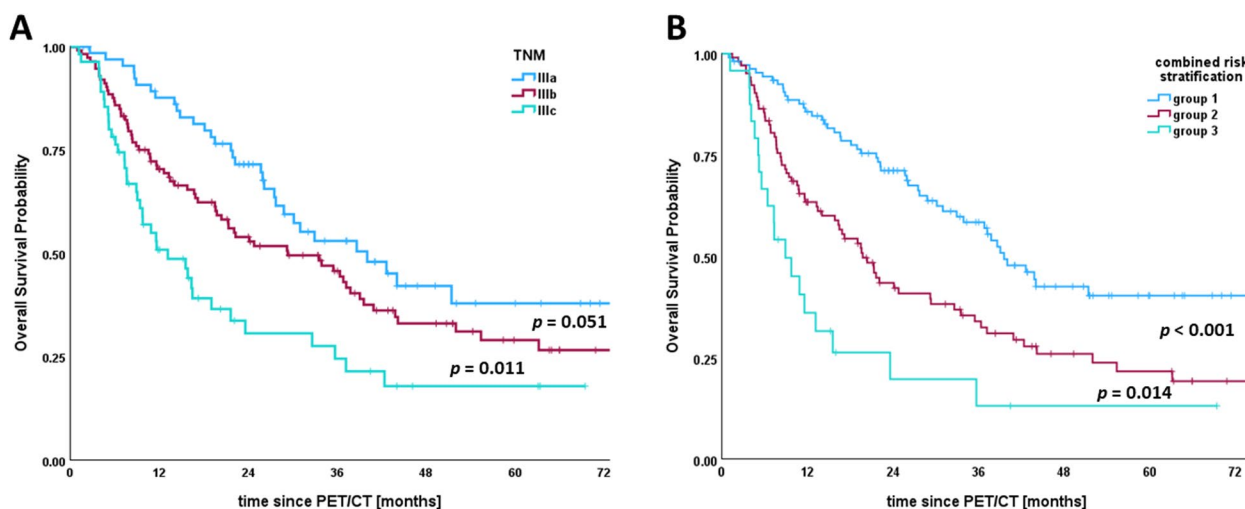 A
TNM
IIIa
IIIb
IIIc
Overall Survival Probability
1.00
0.75
0.50
0.25
0.00
p = 0.051
p = 0.011
0 12 24 36 48 60 72
time since PET/CT [months]
B
combined risk
stratification
group 1
group 2
group 3
Overall Survival Probability
1.00
0.75
0.50
0.25
0.00
p < 0.001
p = 0.014
0 12 24 36 48 60 72
time since PET/CT [months]